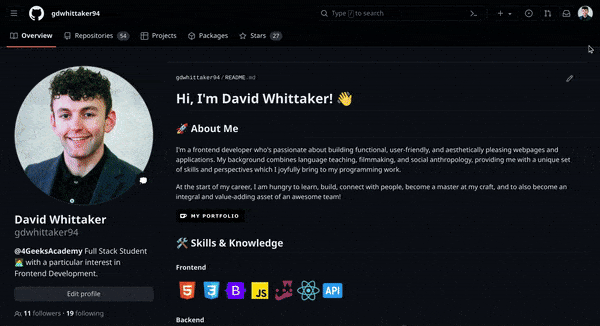 gdwhittaker94
Type / to search
Overview
Repositories 54
Projects
Packages
Stars 27
gdwhittaker94/README.md
Hi, I'm David Whittaker! 👋
🚀 About Me
I'm a frontend developer who's passionate about building functional, user-friendly, and aesthetically pleasing webpages and
applications. My background combines language teaching, filmmaking, and social anthropology, providing me with a unique set
of skills and perspectives which I joyfully bring to my programming work.
At the start of my career, I am hungry to learn, build, connect with people, become a master at my craft, and to also become an
integral and value-adding asset of an awesome team!
MY PORTFOLIO
🛠️ Skills & Knowledge
Frontend
5 3 B JS API
Backend
David Whittaker
gdwhittaker94
@4GeeksAcademy Full Stack Student
with a particular interest in
Frontend Development.
Edit profile
11 followers · 19 following